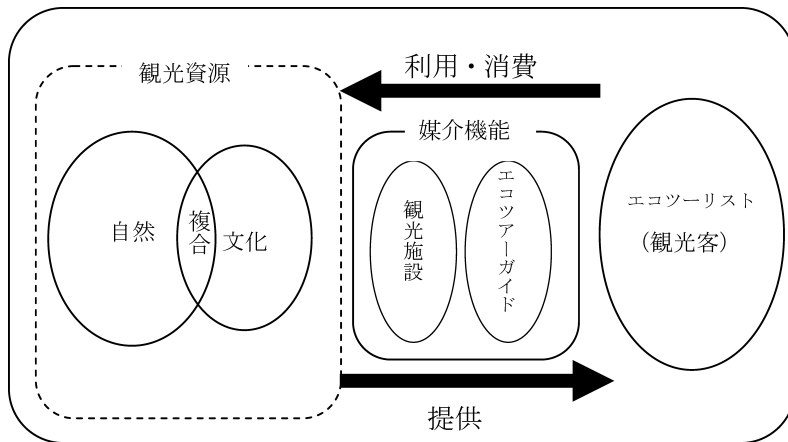 観光資源
利用・消費
媒介機能
自然
複合
文化
観光施設
エコツアーガイド
エコツーリスト
（観光客）
提供